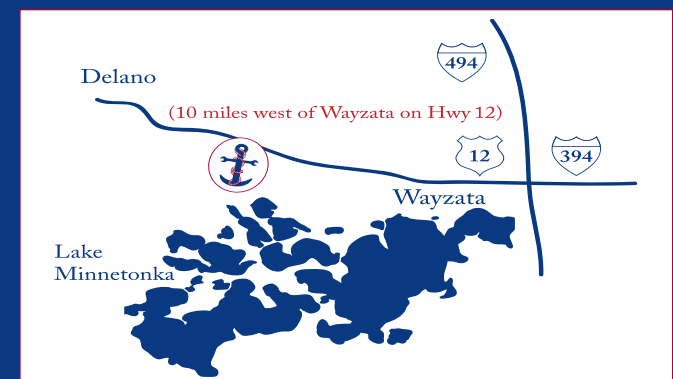 494
Delano
(10 miles west of Wayzata on Hwy 12)
12
394
Wayzata
Lake
Minnetonka